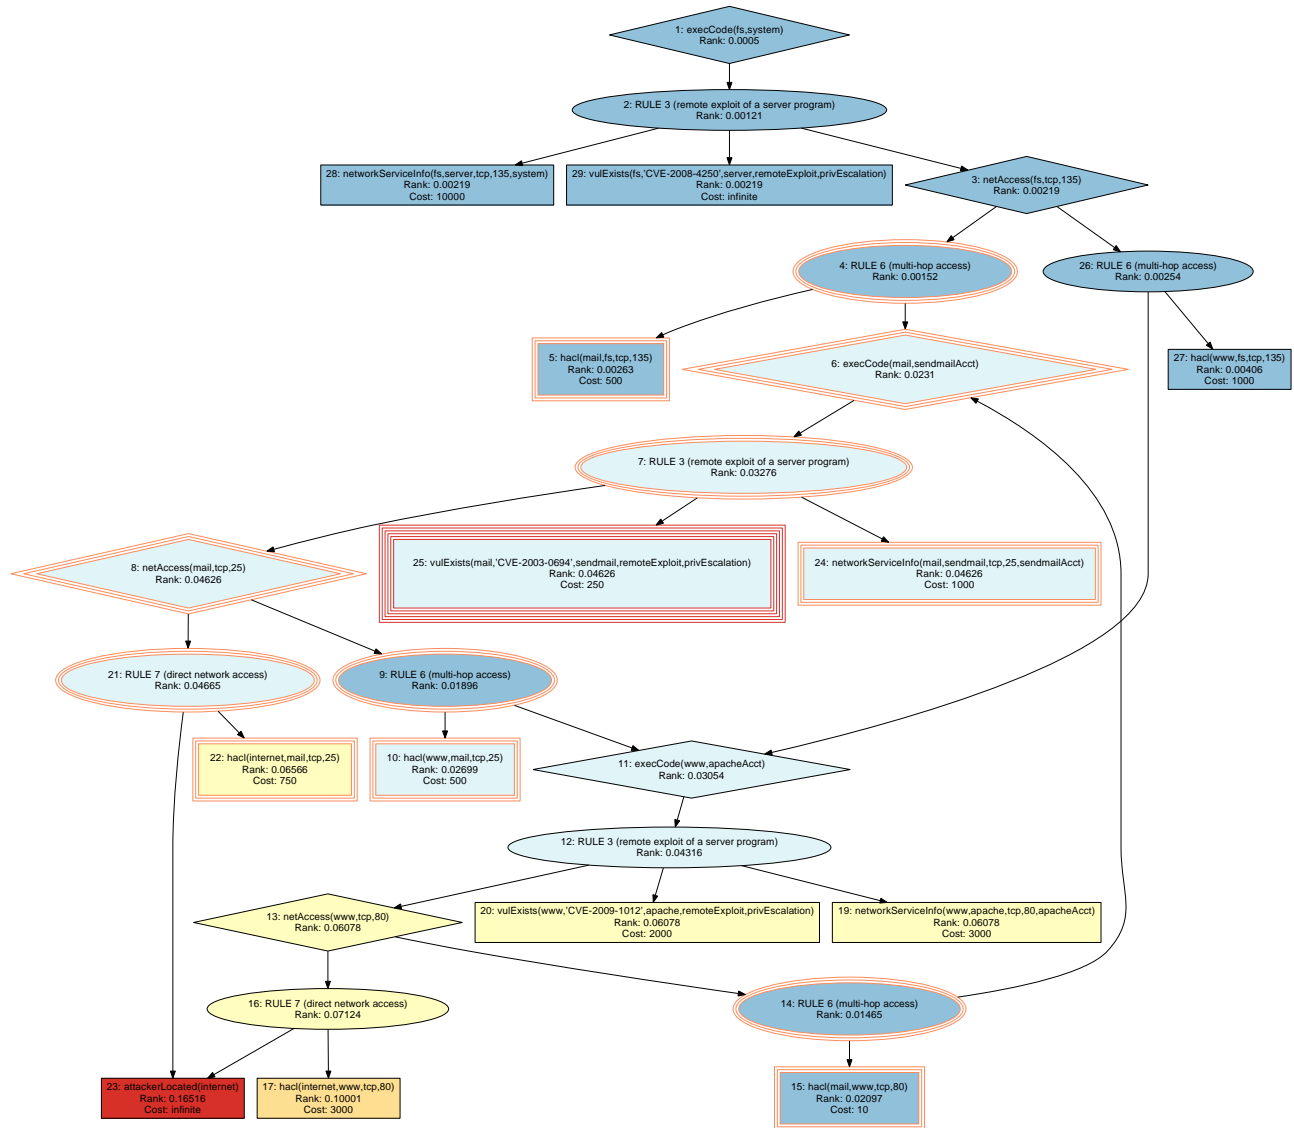 1: execCode(fs,system)
Rank: 0.0005
2: RULE 3 (remote exploit of a server program)
Rank: 0.00121
28: networkServiceInfo(fs,server,tcp,135,system)
Rank: 0.00219
Cost: 10000
29: vulExists(fs,'CVE-2008-4250',server,remoteExploit,privEscalation)
Rank: 0.00219
Cost: infinite
3: netAccess(fs,tcp,135)
Rank: 0.00219
4: RULE 6 (multi-hop access)
Rank: 0.00152
26: RULE 6 (multi-hop access)
Rank: 0.00254
5: hacl(mail,fs,tcp,135)
Rank: 0.00263
Cost: 500
6: execCode(mail,sendmailAcct)
Rank: 0.0231
27: hacl(www,fs,tcp,135)
Rank: 0.00406
Cost: 1000
7: RULE 3 (remote exploit of a server program)
Rank: 0.03276
8: netAccess(mail,tcp,25)
Rank: 0.04626
25: vulExists(mail,'CVE-2003-0694',sendmail,remoteExploit,privEscalation)
Rank: 0.04626
Cost: 250
24: networkServiceInfo(mail,sendmail,tcp,25,sendmailAcct)
Rank: 0.04626
Cost: 1000
21: RULE 7 (direct network access)
Rank: 0.04665
9: RULE 6 (multi-hop access)
Rank: 0.01896
22: hacl(internet,mail,tcp,25)
Rank: 0.06566
Cost: 750
10: hacl(www,mail,tcp,25)
Rank: 0.02699
Cost: 500
11: execCode(www,apacheAcct)
Rank: 0.03054
12: RULE 3 (remote exploit of a server program)
Rank: 0.04316
13: netAccess(www,tcp,80)
Rank: 0.06078
20: vulExists(www,'CVE-2009-1012',apache,remoteExploit,privEscalation)
Rank: 0.06078
Cost: 2000
19: networkServiceInfo(www,apache,tcp,80,apacheAcct)
Rank: 0.06078
Cost: 3000
16: RULE 7 (direct network access)
Rank: 0.07124
14: RULE 6 (multi-hop access)
Rank: 0.01465
23: attackerLocated(internet)
Rank: 0.16516
Cost: infinite
17: hacl(internet,www,tcp,80)
Rank: 0.10001
Cost: 3000
15: hacl(mail,www,tcp,80)
Rank: 0.02097
Cost: 10